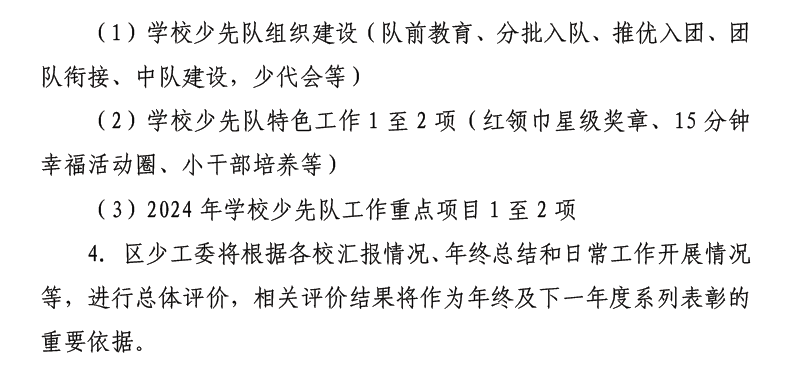 （1）学校少先队组织建设（队前教育、分批入队、推优入团、团
队衔接、中队建设，少代会等）
（2）学校少先队特色工作 1 至 2 项（红领巾星级奖章、15 分钟
幸福活动圈、小干部培养等）
（3）2024 年学校少先队工作重点项目 1 至 2 项
4. 区少工委将根据各校汇报情况、年终总结和日常工作开展情况
等，进行总体评价，相关评价结果将作为年终及下一年度系列表彰的
重要依据。